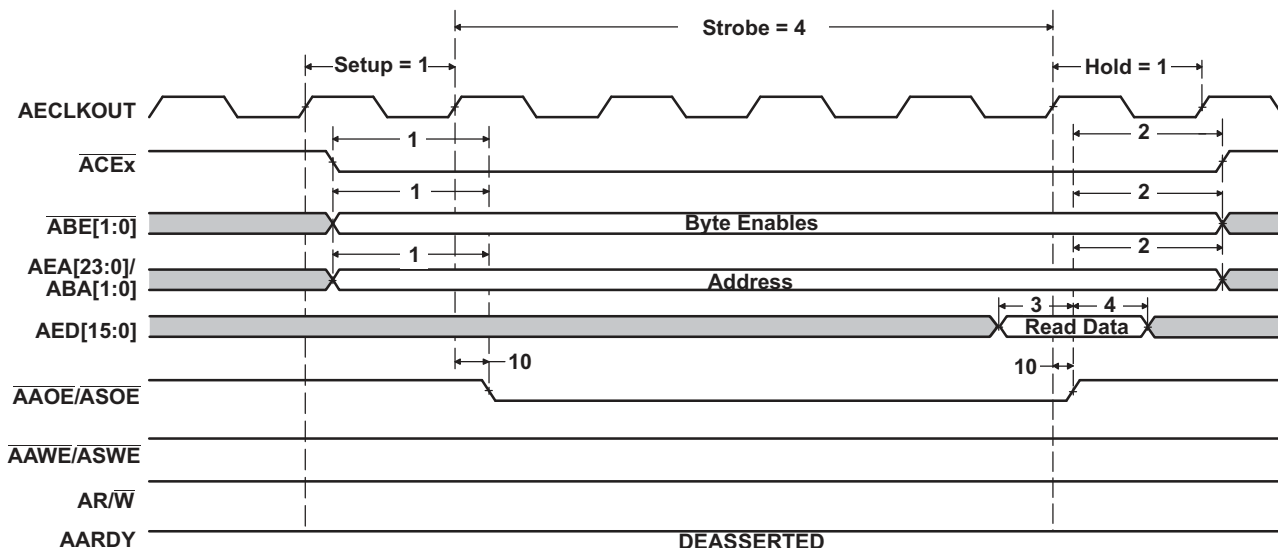 Strobe = 4
Setup = 1
Hold = 1
AECLKOUT
1
2
ACEx
1
2
ABE[1:0]
Byte Enables
1
2
AEA[23:0]/
ABA[1:0]
Address
3
4
AED[15:0]
Read Data
10
10
AAOE/ASOE
AAWE/ASWE
AR/W
AARDY
DEASSERTED